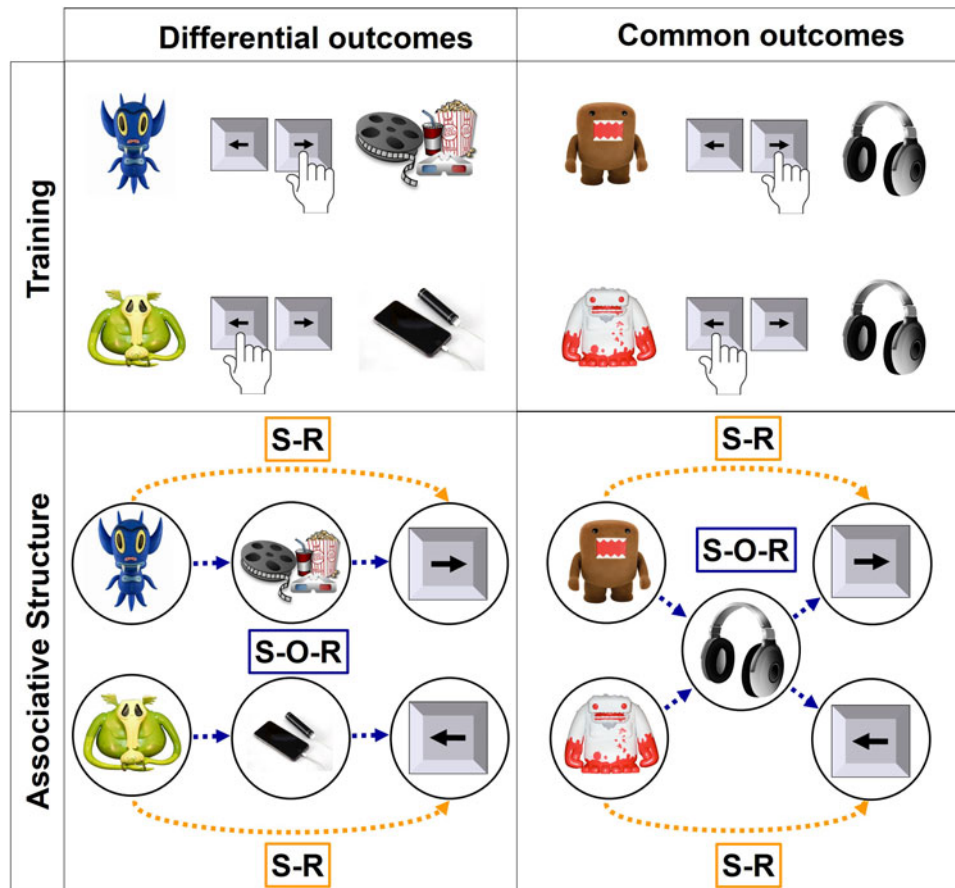 Differential outcomes
Common outcomes
Training
Associative Structure
S-R
S-R
S-O-R
S-O-R
S-R
S-R